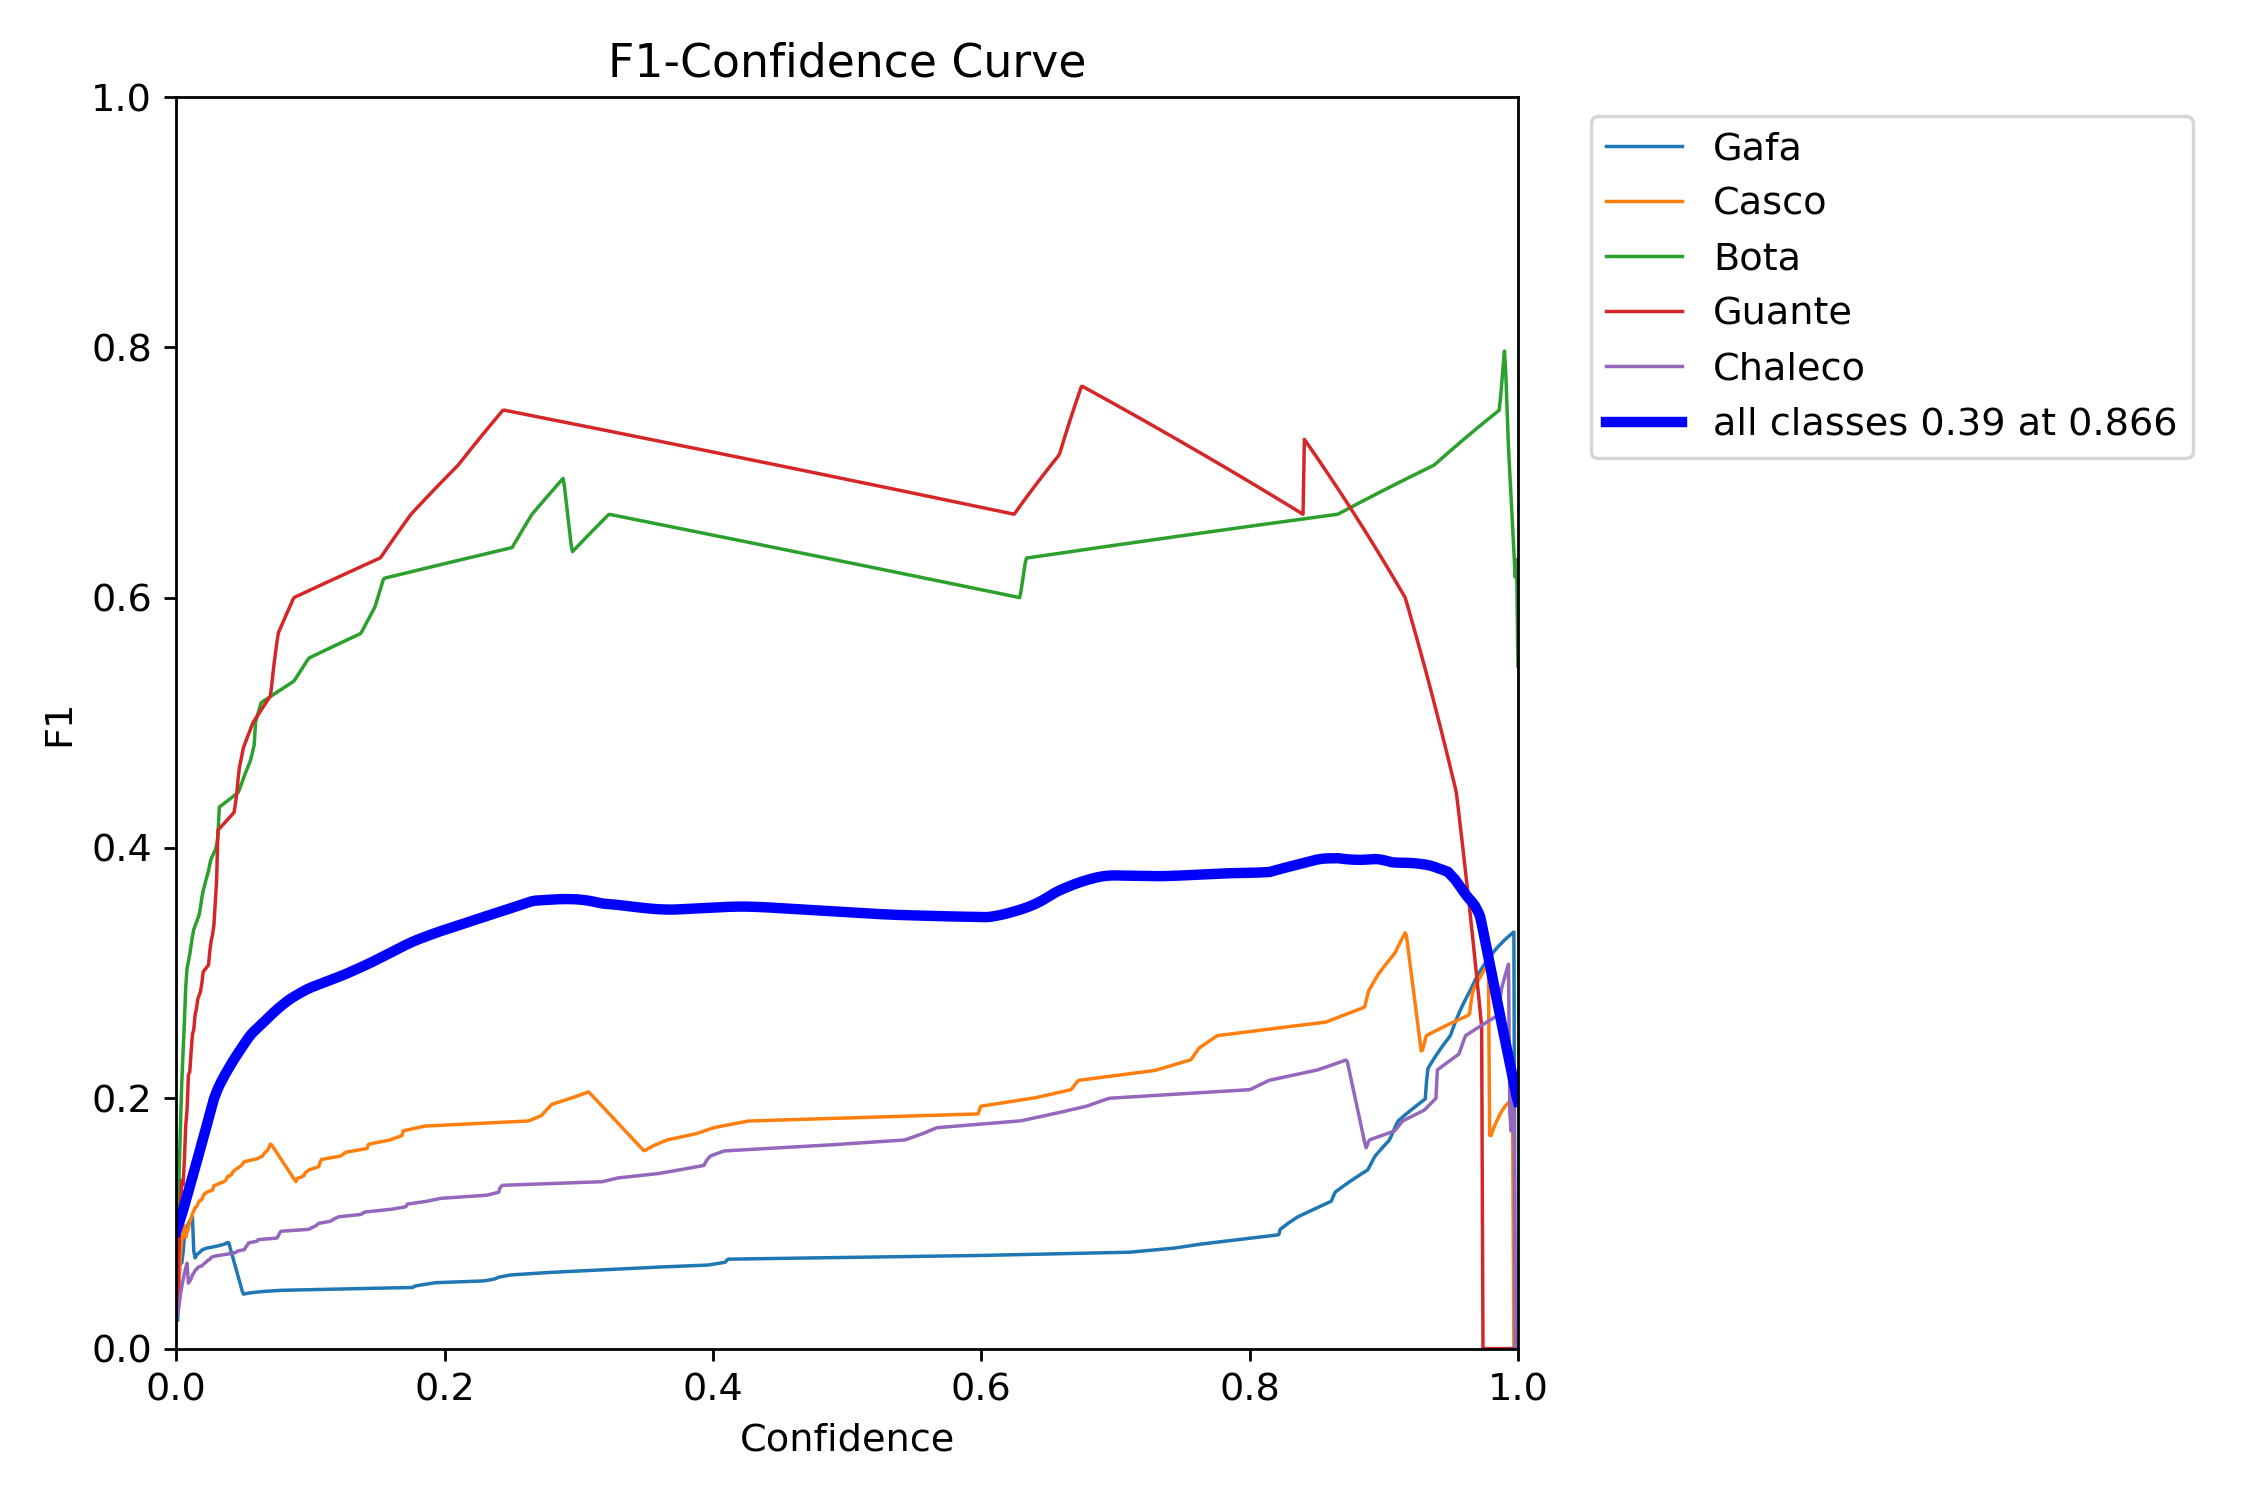 F1-Confidence Curve
1.0
0.8
0.6
0.4
0.2
0.0
F1
0.0 0.2 0.4 0.6 0.8 1.0
Confidence
Gafa
Casco
Bota
Guante
Chaleco
all classes 0.39 at 0.866